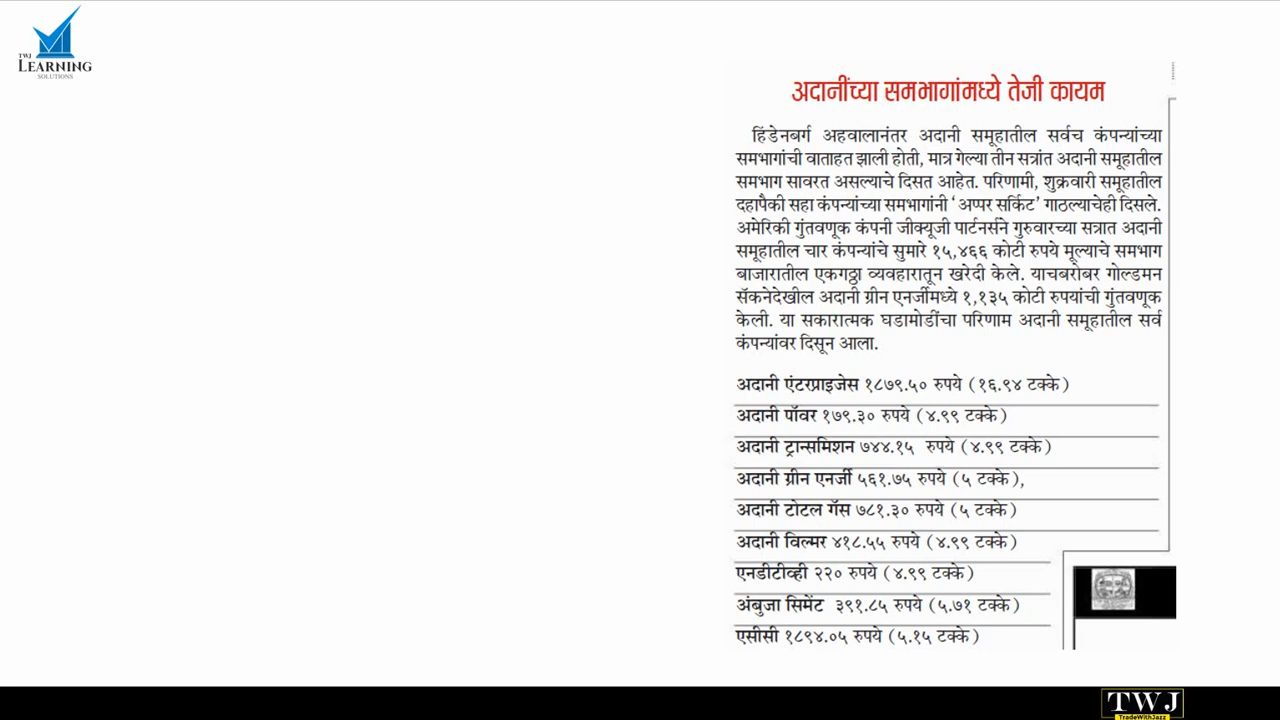 TWJ
LEARNING
SOLUTIONS
अदानींच्या समभागांमध्ये तेजी कायम
हिंडेनबर्ग अहवालानंतर अदानी समूहातील सर्वच कंपन्यांच्या
समभागांची वाताहत झाली होती, मात्र गेल्या तीन सत्रांत अदानी समूहातील
समभाग सावरत असल्याचे दिसत आहेत. परिणामी, शुक्रवारी समूहातील
दहापैकी सहा कंपन्यांच्या समभागांनी ‘अप्पर सर्किट’ गाठल्याचेही दिसले.
अमेरिकी गुंतवणूक कंपनी जीक्यूजी पार्टनर्सने गुरुवारच्या सत्रात अदानी
समूहातील चार कंपन्यांचे सुमारे १५,४६६ कोटी रुपये मूल्याचे समभाग
बाजारातील एकगठ्ठा व्यवहारातून खरेदी केले. याचबरोबर गोल्डमन
सॅकनेदेखील अदानी ग्रीन एनर्जीमध्ये १,१३५ कोटी रुपयांची गुंतवणूक
केली. या सकारात्मक घडामोडींचा परिणाम अदानी समूहातील सर्व
कंपन्यांवर दिसून आला.
अदानी एंटरप्राइजेस १८७९.५० रुपये (१६.९४ टक्के)
अदानी पॉवर १७९.३० रुपये (४.९९ टक्के)
अदानी ट्रान्समिशन ७४४.१५ रुपये (४.९९ टक्के)
अदानी ग्रीन एनर्जी ५६१.७५ रुपये (५ टक्के),
अदानी टोटल गॅस ७८१.३० रुपये (५ टक्के)
अदानी विल्मर ४१८.५५ रुपये (४.९९ टक्के)
एनडीटीव्ही २२० रुपये (४.९९ टक्के)
अंबुजा सिमेंट ३९१.८५ रुपये (५.७१ टक्के)
एसीसी १८९४.०५ रुपये (५.१५ टक्के)
TWJ
TradeWithJazz